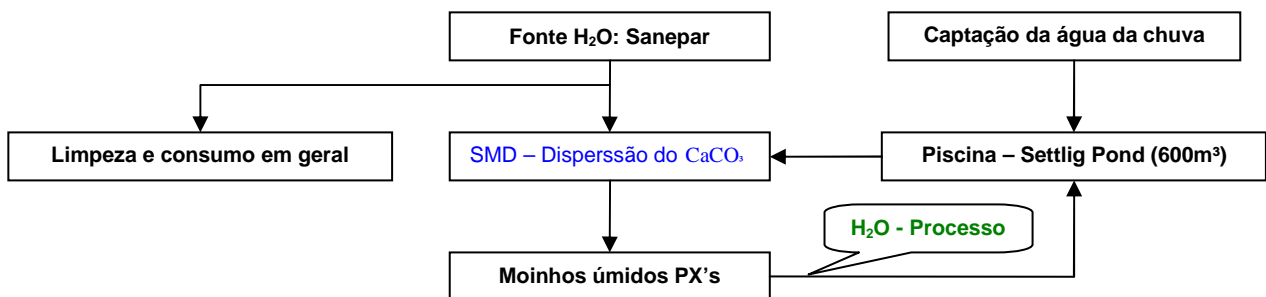 Fonte H₂O: Sanepar
Captação da água da chuva
Limpeza e consumo em geral
SMD – Disperssão do CaCO₃
Piscina – Settlig Pond (600m³)
H₂O - Processo
Moinhos úmidos PX’s